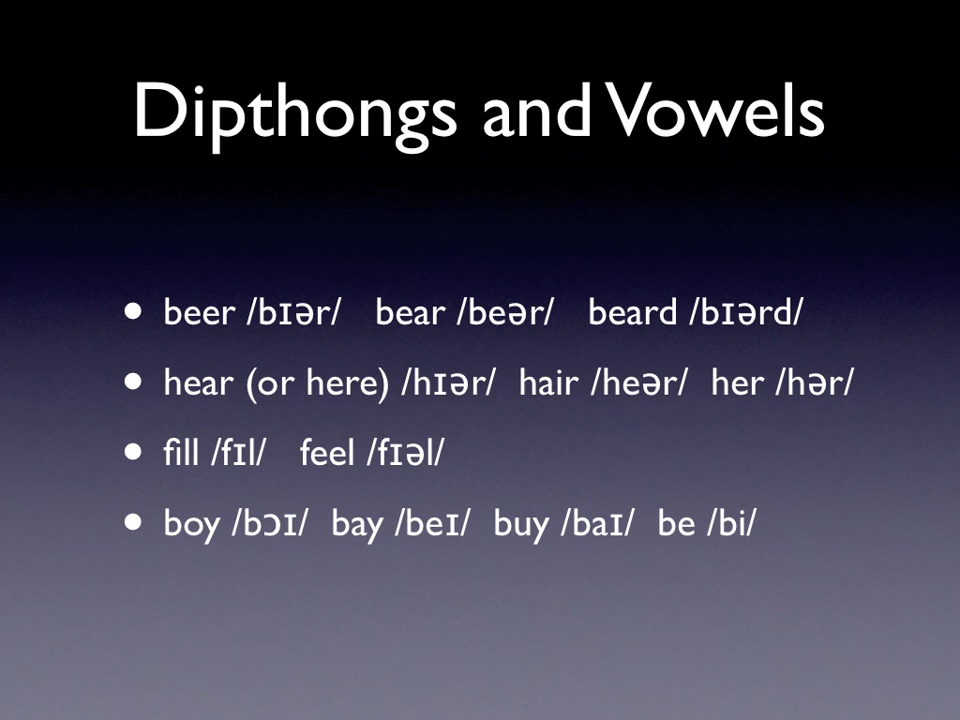 Dipthongs and Vowels
• beer /bɪər/ bear /beər/ beard /bɪərd/
• hear (or here) /hɪər/ hair /heər/ her /hər/
• fill /fɪl/ feel /fɪəl/
• boy /bɔɪ/ bay /beɪ/ buy /baɪ/ be /bi/